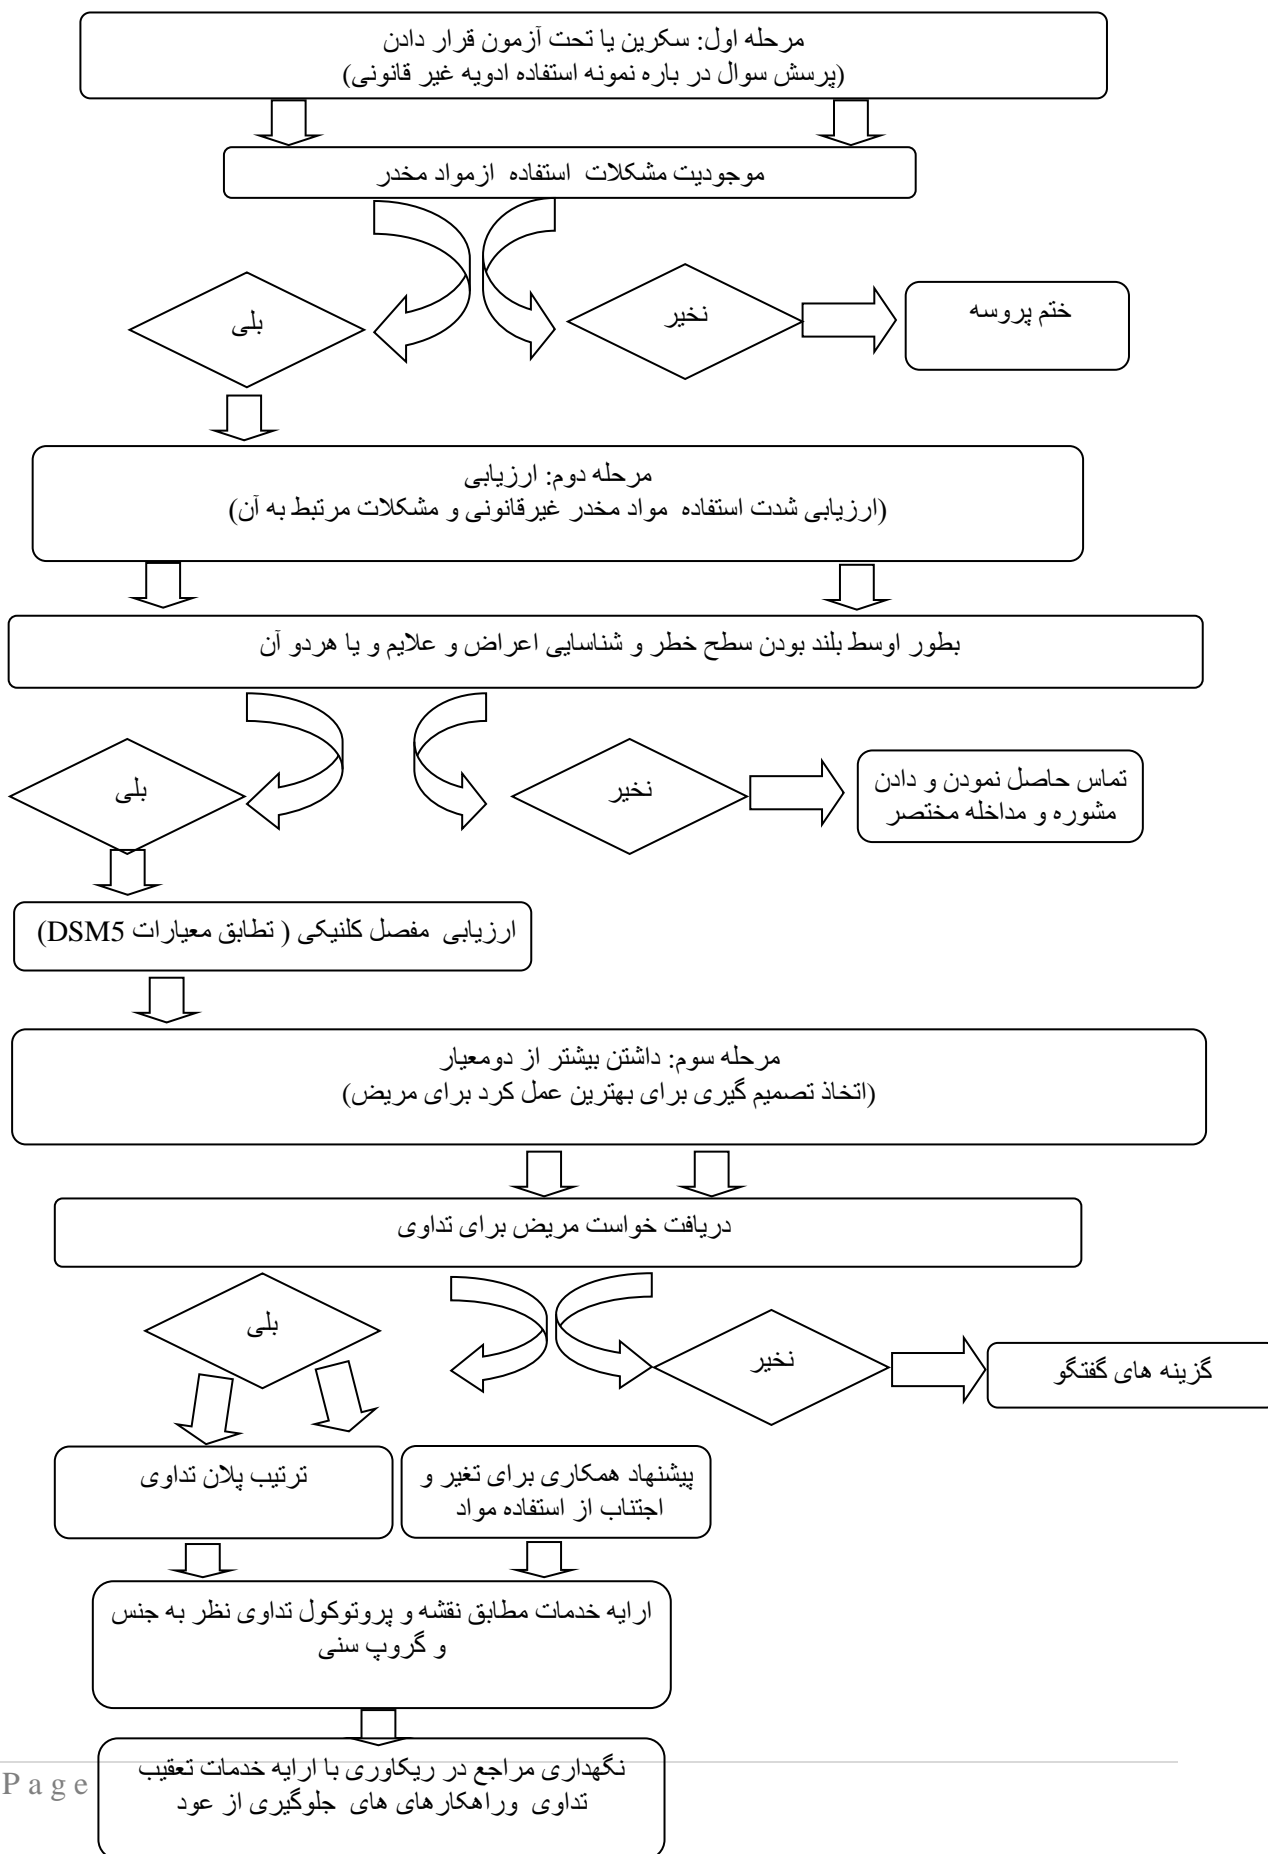 مرحله اول: سکرین یا تحت آزمون قرار دادن
(پرسش سوال در باره نمونه استفاده ادویه غیر قانونی)
موجودیت مشکلات استفاده ازمواد مخدر
بلی
نخیر
ختم پروسه
مرحله دوم: ارزیابی
(ارزیابی شدت استفاده مواد مخدر غیرقانونی و مشکلات مرتبط به آن)
بطور اوسط بلند بودن سطح خطر و شناسایی اعراض و علایم و یا هردو آن
بلی
نخیر
تماس حاصل نمودن و دادن
مشوره و مداخله مختصر
ارزیابی مفصل کلنیکی ( تطابق معیارات DSM5)
مرحله سوم: داشتن بیشتر از دومعیار
(اتخاذ تصمیم گیری برای بهترین عمل کرد برای مریض)
دریافت خواست مریض برای تداوی
بلی
نخیر
گزینه های گفتگو
پیشنهاد همکاری برای تغیر و
اجتناب از استفاده مواد
ترتیب پلان تداوی
ارایه خدمات مطابق نقشه و پروتوکول تداوی نظر به جنس
و گروپ سنی
نگهداری مراجع در ریکاوری با ارایه خدمات تعقیب
تداوی وراهکارهای های جلوگیری از عود
Page